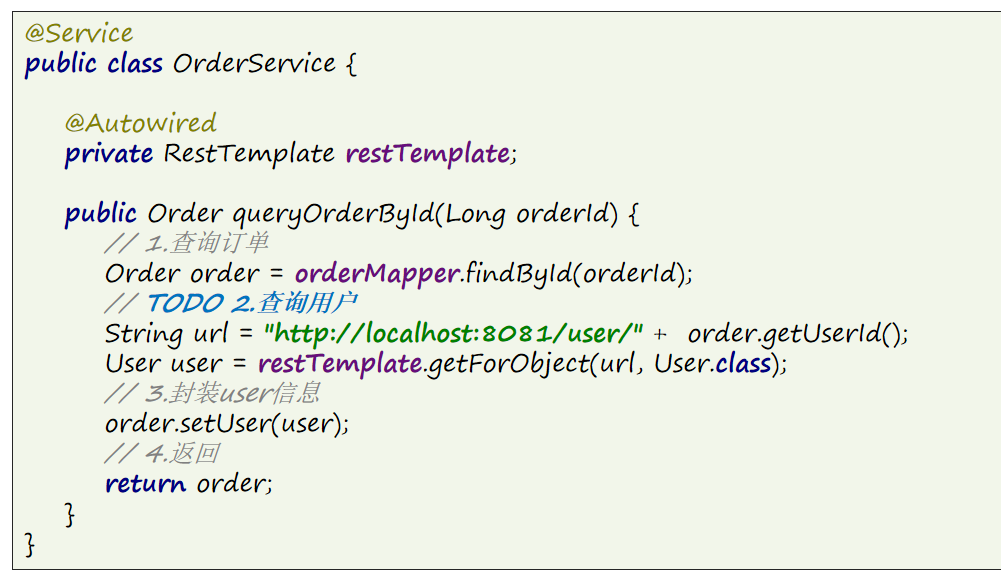 @Service
public class OrderService {
@Autowired
private RestTemplate restTemplate;
public Order queryOrderById(Long orderId) {
// 1.查询订单
Order order = orderMapper.findById(orderId);
// TODO 2.查询用户
String url = "http://localhost:8081/user/" +  order.getUserId();
User user = restTemplate.getForObject(url, User.class);
// 3.封装user信息
order.setUser(user);
// 4.返回
return order;
}
}